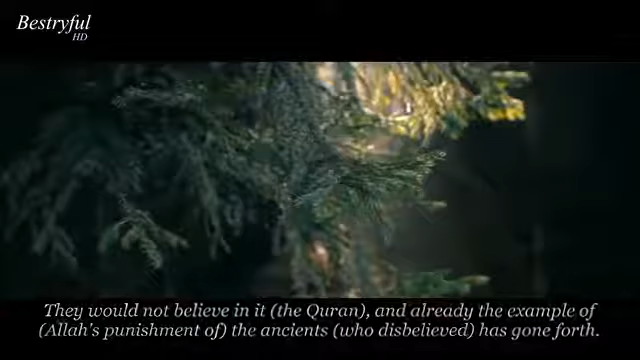 Bestryful
HD
They would not believe in it (the Quran), and already the example of
(Allah's punishment of) the ancients (who disbelieved) has gone forth.